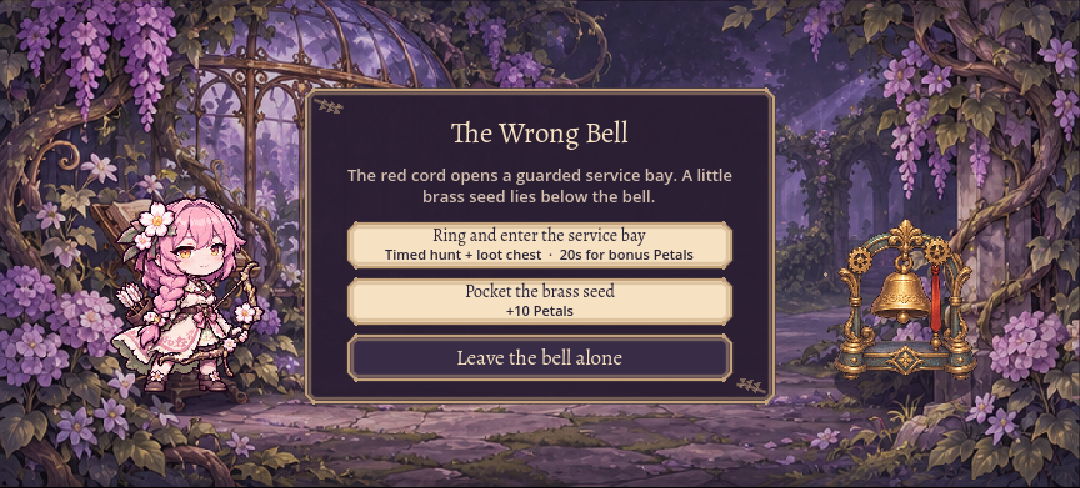 The Wrong Bell
The red cord opens a guarded service bay. A little
brass seed lies below the bell.
Ring and enter the service bay
Timed hunt + loot chest · 20s for bonus Petals
Pocket the brass seed
+10 Petals
Leave the bell alone